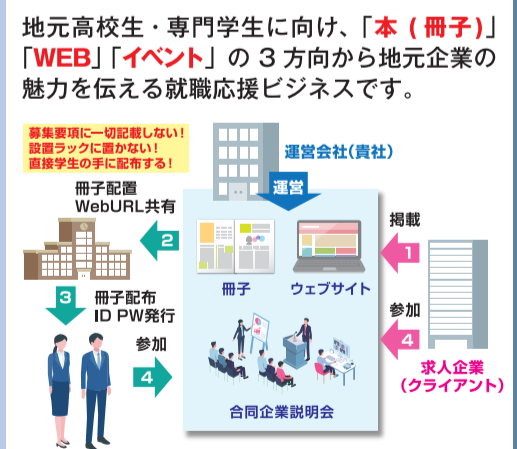 地元高校生・専門学生に向け、「本(冊子)」
「WEB」「イベント」の3方向から地元企業の
魅力を伝える就職応援ビジネスです。
募集要項に一切記載しない！
設置ラックに置かない！
直接学生の手に配布する！
運営会社(貴社)
運営
冊子配置
WebURL共有
2
掲載
1
冊子
ウェブサイト
3
冊子配布
ID PW発行
参加
4
参加
4
求人企業
(クライアント)
合同企業説明会